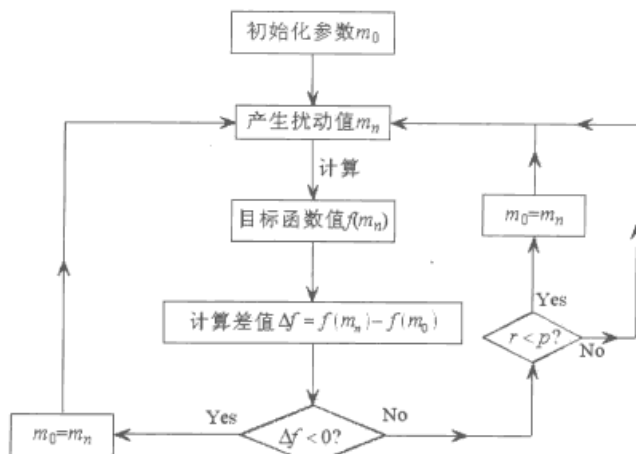 初始化参数m₀
产生扰动值mₙ
计算
目标函数值f(mₙ)
m₀=mₙ
Yes
计算差值Δf=f(mₙ)-f(m₀)
r<p?
No
Yes
No
m₀=mₙ
Δf<0?